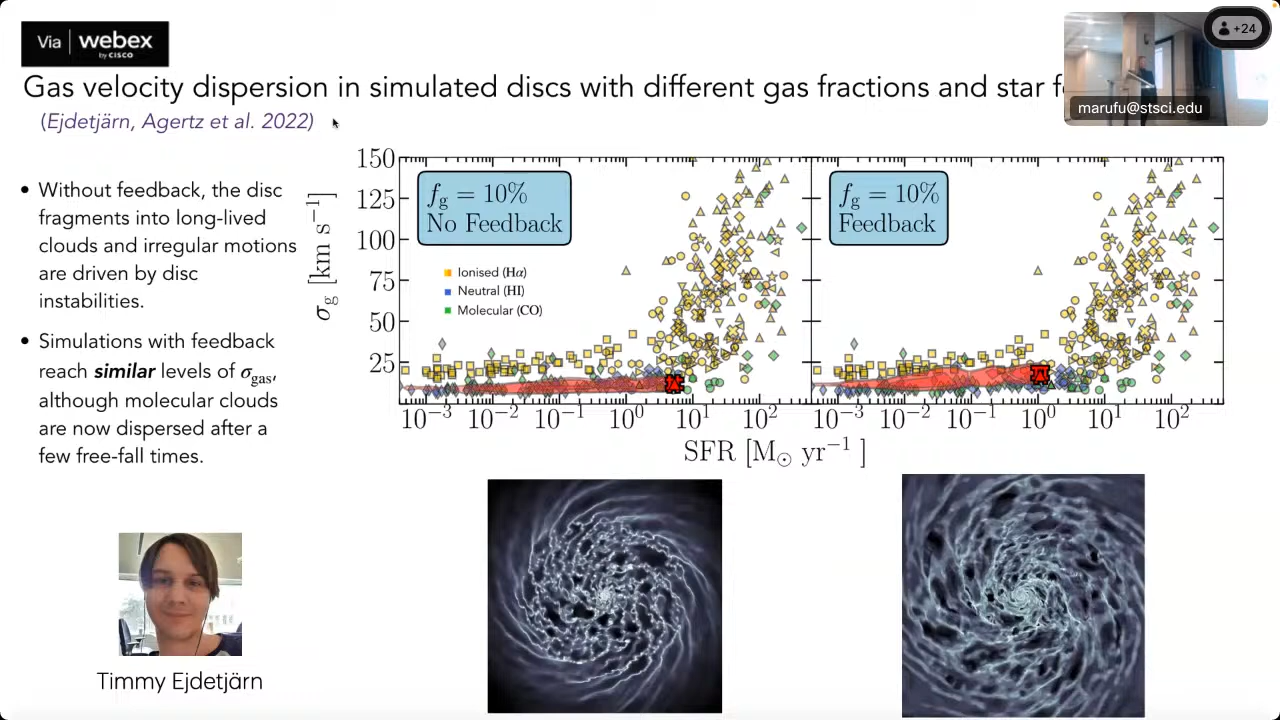 Via webex
by CISCO
+24
Gas velocity dispersion in simulated discs with different gas fractions and star f
marufu@stsci.edu
(Ejdetjärn, Agertz et al. 2022)
• Without feedback, the disc
fragments into long-lived
clouds and irregular motions
are driven by disc
instabilities.
• Simulations with feedback
reach similar levels of σgas,
although molecular clouds
are now dispersed after a
few free-fall times.
150
125
100
75
50
25
σg [km s−1]
fg = 10%
No Feedback
Ionised (Hα)
Neutral (HI)
Molecular (CO)
fg = 10%
Feedback
10−3 10−2 10−1 100 101 102 10−3 10−2 10−1 100 101 102
SFR [M⊙ yr−1 ]
Timmy Ejdetjärn